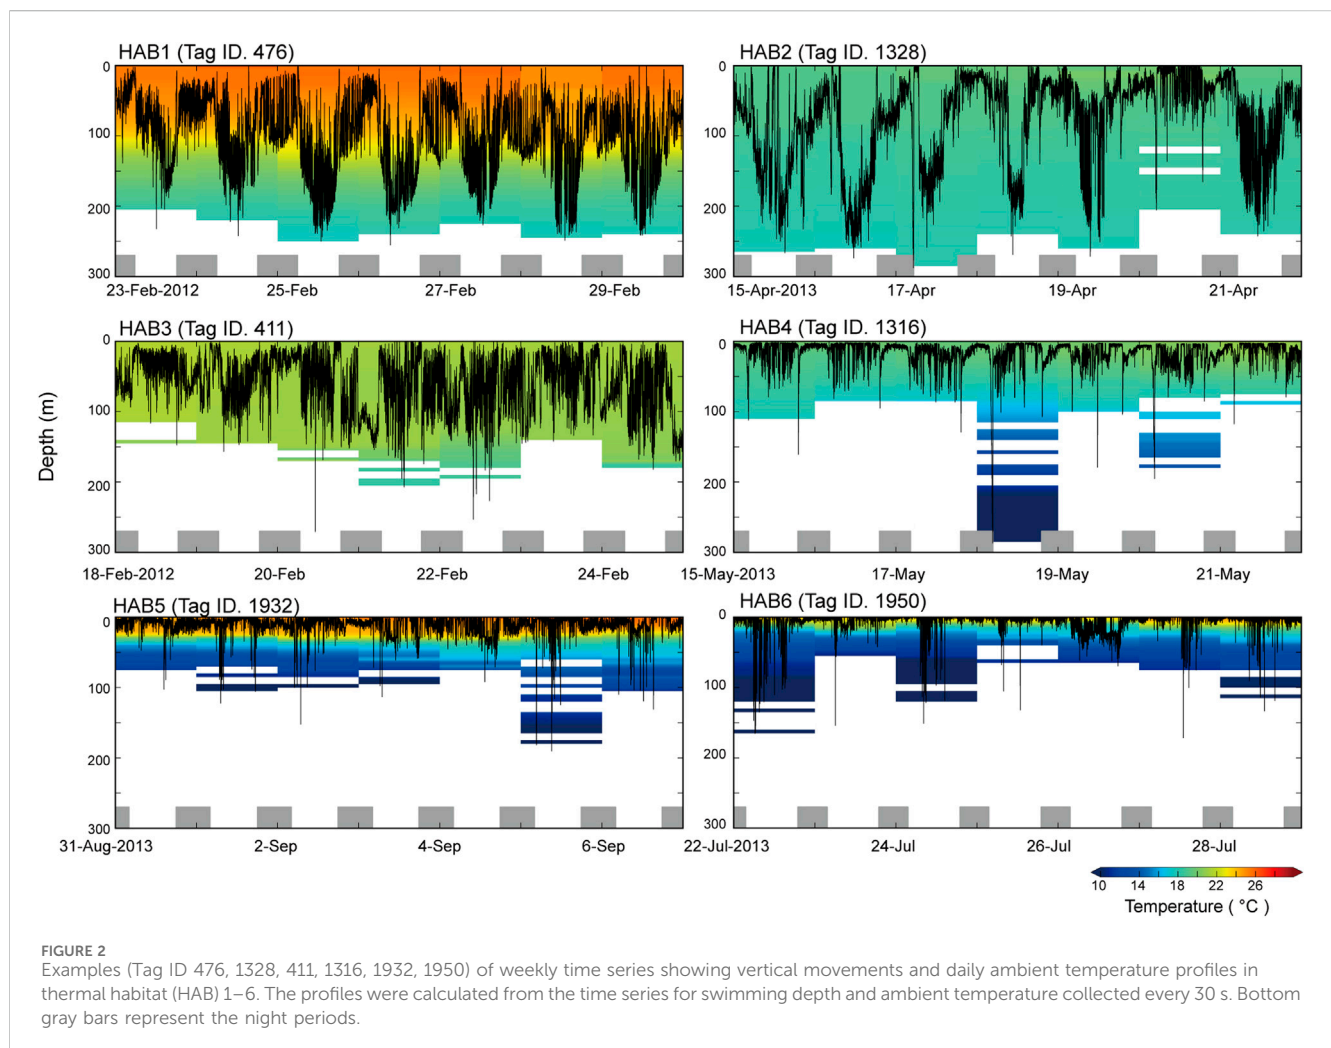 HAB1 (Tag ID. 476)
HAB2 (Tag ID. 1328)
0
100
200
300
23-Feb-2012
25-Feb
27-Feb
29-Feb
0
100
200
300
15-Apr-2013
17-Apr
19-Apr
21-Apr
HAB3 (Tag ID. 411)
HAB4 (Tag ID. 1316)
Depth (m)
0
100
200
300
18-Feb-2012
20-Feb
22-Feb
24-Feb
0
100
200
300
15-May-2013
17-May
19-May
21-May
HAB5 (Tag ID. 1932)
HAB6 (Tag ID. 1950)
0
100
200
300
31-Aug-2013
2-Sep
4-Sep
6-Sep
0
100
200
300
22-Jul-2013
24-Jul
26-Jul
28-Jul
10 14 18 22 26
Temperature ( °C )
FIGURE 2
Examples (Tag ID 476, 1328, 411, 1316, 1932, 1950) of weekly time series showing vertical movements and daily ambient temperature profiles in
thermal habitat (HAB) 1–6. The profiles were calculated from the time series for swimming depth and ambient temperature collected every 30 s. Bottom
gray bars represent the night periods.